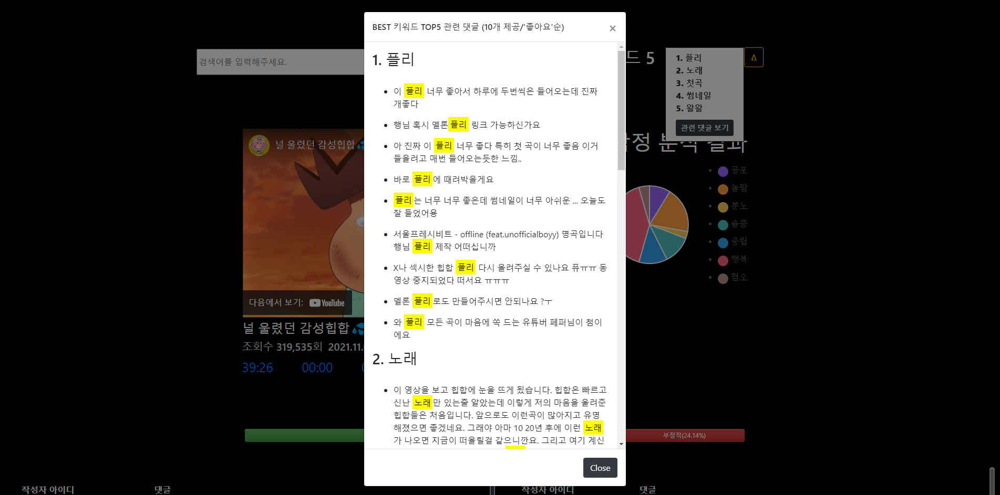 BEST 키워드 TOP5 관련 댓글 (10개 제공/'좋아요'순)
×
검색어를 입력해주세요.
드 5
1. 플리
2. 노래
3. 첫곡
4. 썸네일
5. 왈왈
관련 댓글 보기
Δ
1. 플리
이 플리 너무 좋아서 하루에 두번씩은 들어오는데 진짜
개좋다
행님 혹시 멜론플리 링크 가능하신가요
아 진짜 이 플리 너무 좋다 특히 첫 곡이 너무 좋음 이거
들을려고 매번 들어오는듯한 느낌..
바로 플리에 때려박을게요
플리는 너무 너무 좋은데 썸네일이 너무 아쉬운 ... 오늘도
잘 들었어용
서울프레시비트 - offline (feat.unofficialboyy) 명곡입니다
행님 플리 제작 어떠십니까
X나 섹시한 힙합 플리 다시 올려주실 수 있나요 퓨ㅠㅠ 동
영상 중지되었다 떠서요 ㅠㅠㅠ
멜론 플리로도 만들어주시면 안되나요 ?ㅜ
와 플리 모든 곡이 마음에 쏙 드는 유튜버 페퍼님이 첨이
에요
2. 노래
이 영상을 보고 힙합에 눈을 뜨게 됬습니다. 힙합은 빠르고
신난 노래만 있는줄 알았는데 이렇게 저의 마음을 울려준
힙합들은 처음입니다. 앞으로도 이런곡이 많아지고 유명
해졌으면 좋겠네요. 그래야 아마 10 20년 후에 이런 노래
가 나오면 지금이 떠올릴걸 같으니깐요. 그리고 여기 계신
Close
널 울렸던 감성힙합
다음에서 보기: YouTube
널 울렸던 감성힙합
조회수 319,535회 2021.11.
39:26 00:00
감정 분석 결과
공포
놀람
분노
슬픔
중립
행복
혐오
부정적(24.14%)
작성자 아이디 댓글
작성자 아이디 댓글